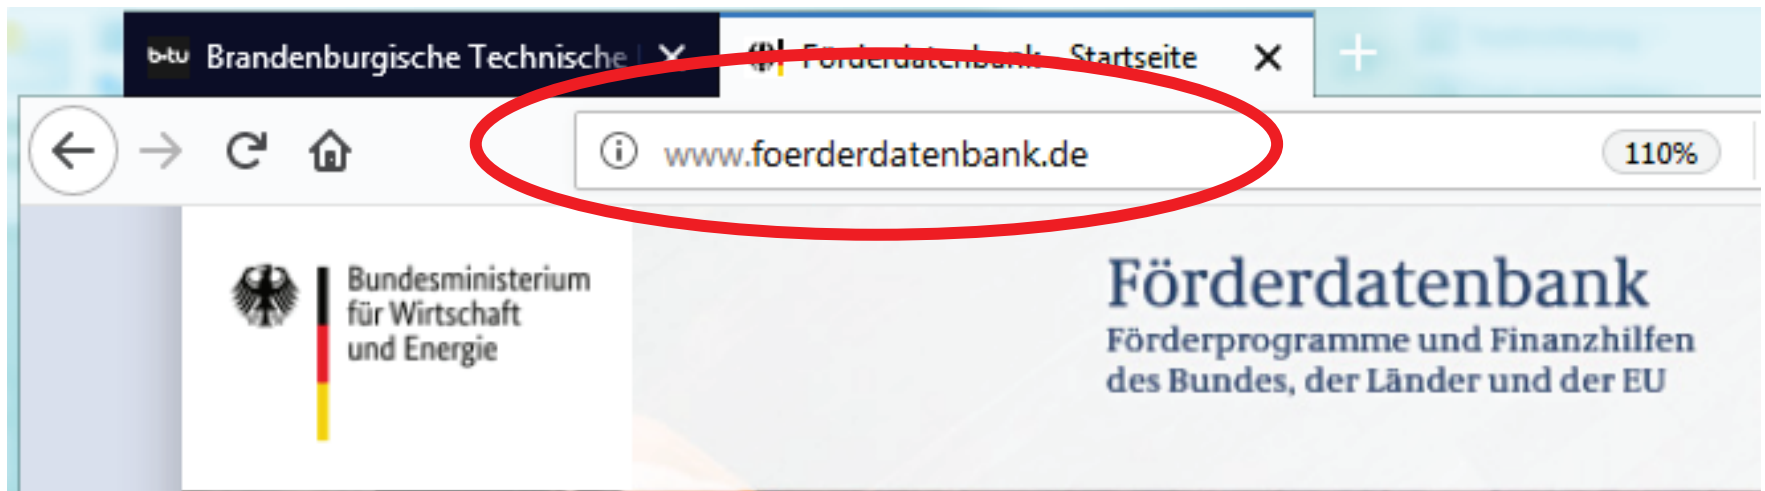 b-tu Brandenburgische Technische
Förderdatenbank - Startseite
www.foerderdatenbank.de
110%
Bundesministerium
für Wirtschaft
und Energie
Förderdatenbank
Förderprogramme und Finanzhilfen
des Bundes, der Länder und der EU